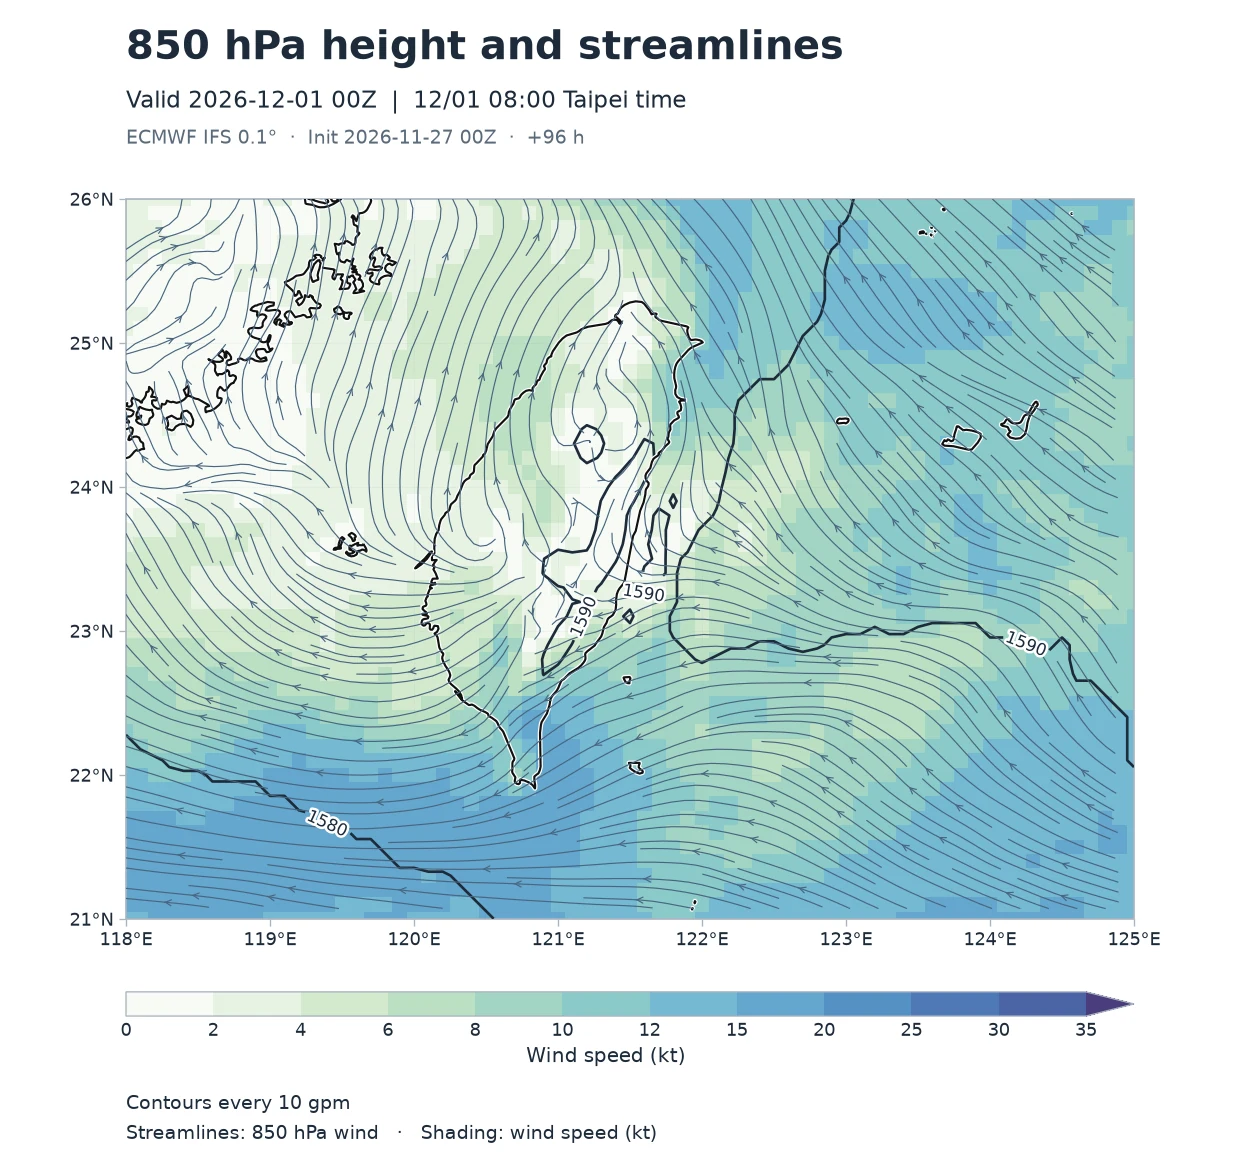 850 hPa height and streamlines
Valid 2026-12-01 00Z | 12/01 08:00 Taipei time
ECMWF IFS 0.1° · Init 2026-11-27 00Z · +96 h
26°N
25°N
24°N
23°N
22°N
21°N
1590
1590
1590
1580
118°E 119°E 120°E 121°E 122°E 123°E 124°E 125°E
0 2 4 6 8 10 12 15 20 25 30 35
Wind speed (kt)
Contours every 10 gpm
Streamlines: 850 hPa wind · Shading: wind speed (kt)